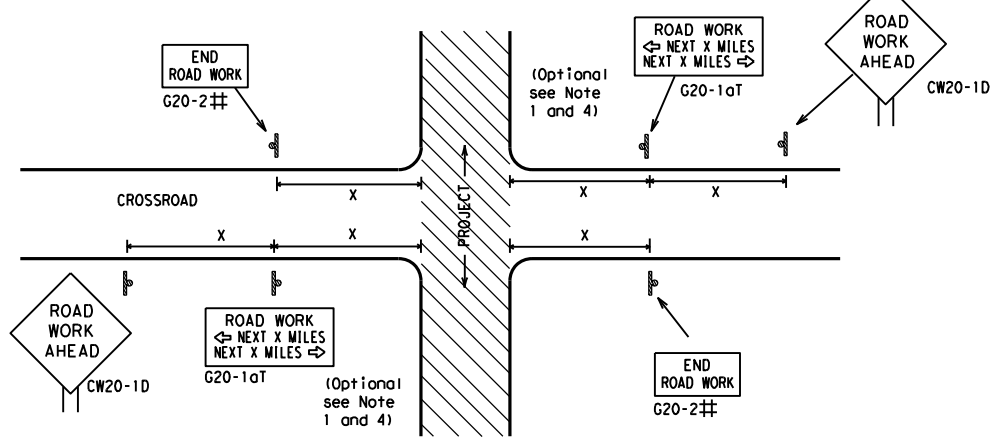 ROAD
WORK
AHEAD
CW20-1D
ROAD WORK
⇦ NEXT X MILES
NEXT X MILES ⇨
G20-1aT
(Optional
see Note
1 and 4)
END
ROAD WORK
G20-2#
X
X
X
CROSSROAD
PROJECT
X
X
X
ROAD
WORK
AHEAD
CW20-1D
ROAD WORK
⇦ NEXT X MILES
NEXT X MILES ⇨
G20-1aT
(Optional
see Note
1 and 4)
END
ROAD WORK
G20-2#